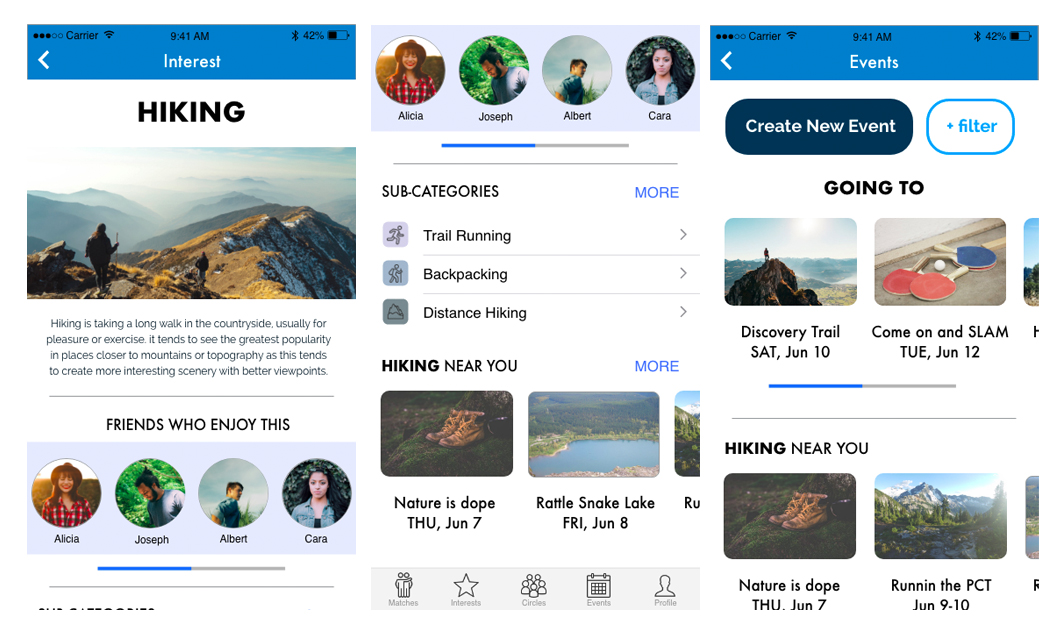 Carrier 9:41 AM 42%
Interest
HIKING
Hiking is taking a long walk in the countryside, usually for
pleasure or exercise. it tends to see the greatest popularity
in places closer to mountains or topography as this tends
to create more interesting scenery with better viewpoints.
FRIENDS WHO ENJOY THIS
Alicia Joseph Albert Cara
SUB-CATEGORIES
Alicia Joseph Albert Cara
SUB-CATEGORIES MORE
Trail Running
Backpacking
Distance Hiking
HIKING NEAR YOU MORE
Nature is dope Rattle Snake Lake Ru
THU, Jun 7 FRI, Jun 8
Matches Interests Circles Events Profile
Carrier 9:41 AM 42%
Events
Create New Event + filter
GOING TO
Discovery Trail Come on and SLAM H
SAT, Jun 10 TUE, Jun 12
HIKING NEAR YOU
Nature is dope Runnin the PCT R
THU, Jun 7 Jun 9-10